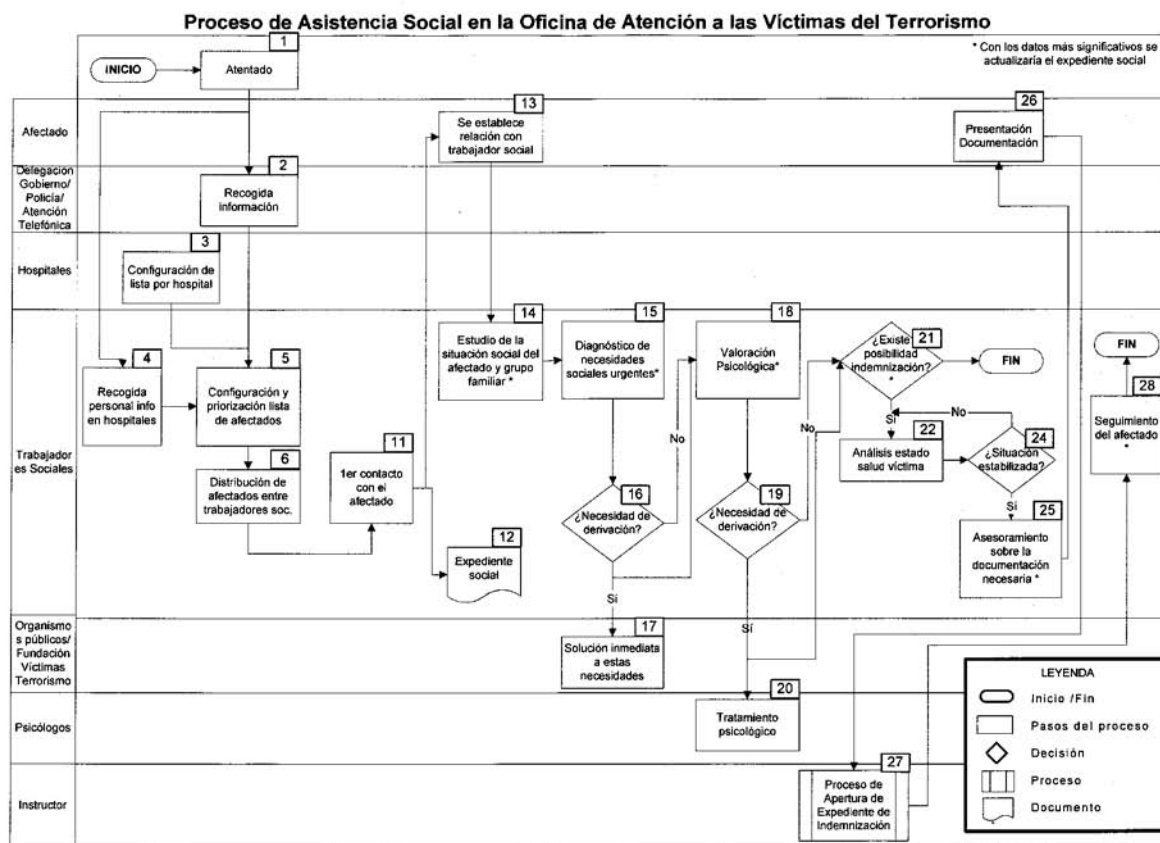 Proceso de Asistencia Social en la Oficina de Atención a las Víctimas del Terrorismo
INICIO
1
Atentado
* Con los datos más significativos se
actualizaría el expediente social
Afectado
13
Se establece
relación con
trabajador social
26
Presentación
Documentación
Delegación
Gobierno/
Policía/
Atención
Telefónica
2
Recogida
información
Hospitales
3
Configuración de
lista por hospital
Trabajador
es Sociales
4
Recogida
personal info
en hospitales
5
Configuración y
priorización lista
de afectados
6
Distribución de
afectados entre
trabajadores soc.
11
1er contacto
con el
afectado
12
Expediente
social
14
Estudio de la
situación social del
afectado y grupo
familiar *
15
Diagnóstico de
necesidades
sociales urgentes*
16
¿Necesidad de
derivación?
No
Sí
18
Valoración
Psicológica*
19
¿Necesidad de
derivación?
No
Sí
21
¿Existe
posibilidad
indemnización?
*
FIN
Sí
22
Análisis estado
salud víctima
No
24
¿Situación
estabilizada?
Sí
25
Asesoramiento
sobre la
documentación
necesaria *
FIN
28
Seguimiento
del afectado
*
Organismo
s públicos/
Fundación
Víctimas
Terrorismo
17
Solución inmediata
a estas
necesidades
Psicólogos
20
Tratamiento
psicológico
Instructor
27
Proceso de
Apertura de
Expediente de
Indemnización
LEYENDA
Inicio /Fin
Pasos del proceso
Decisión
Proceso
Documento